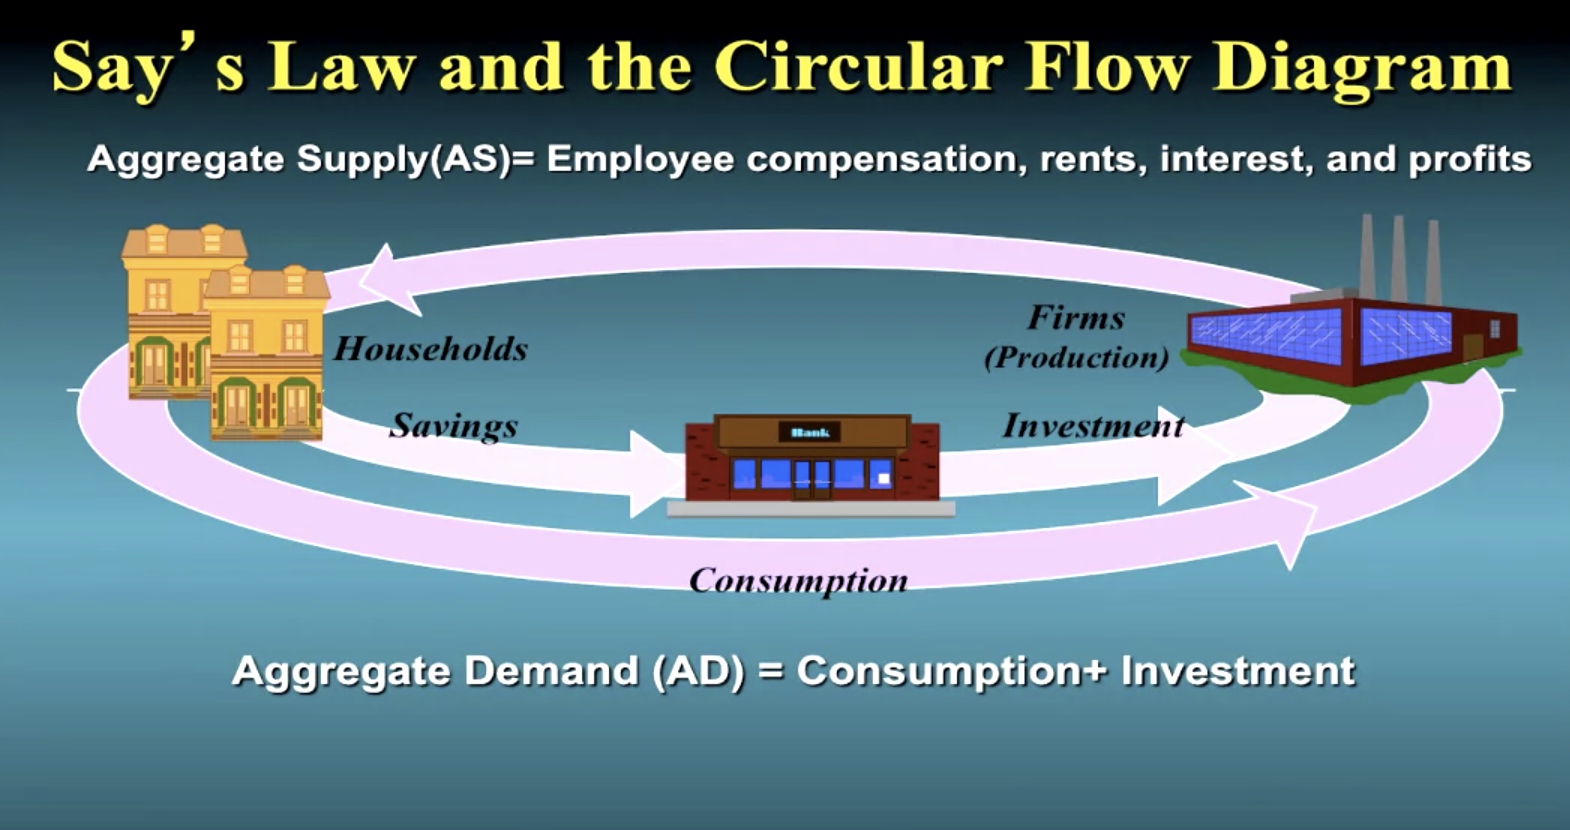 Say’s Law and the Circular Flow Diagram
Aggregate Supply(AS)= Employee compensation, rents, interest, and profits
Firms
(Production)
Households
Savings
Investment
Bank
Consumption
Aggregate Demand (AD) = Consumption+ Investment